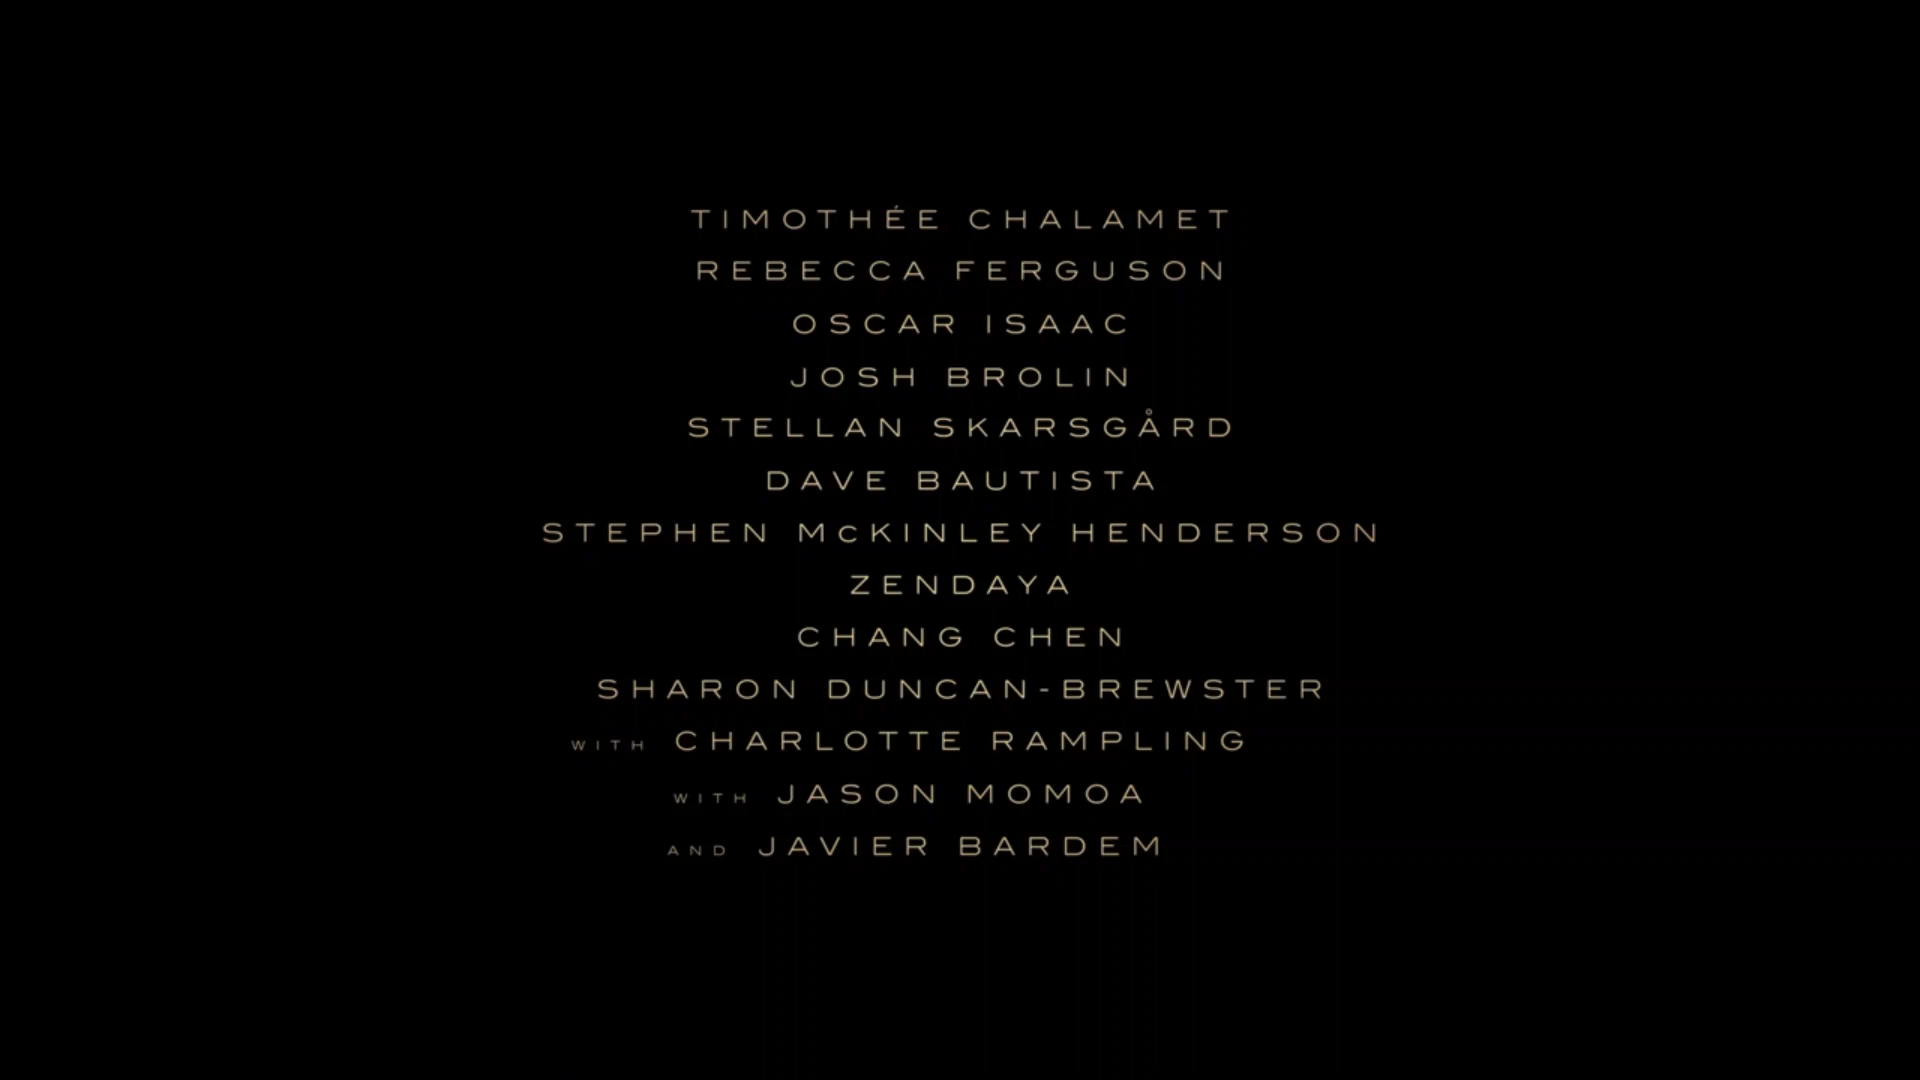 TIMOTHÉE CHALAMET
REBECCA FERGUSON
OSCAR ISAAC
JOSH BROLIN
STELLAN SKARSGÅRD
DAVE BAUTISTA
STEPHEN McKINLEY HENDERSON
ZENDAYA
CHANG CHEN
SHARON DUNCAN-BREWSTER
WITH CHARLOTTE RAMPLING
WITH JASON MOMOA
AND JAVIER BARDEM